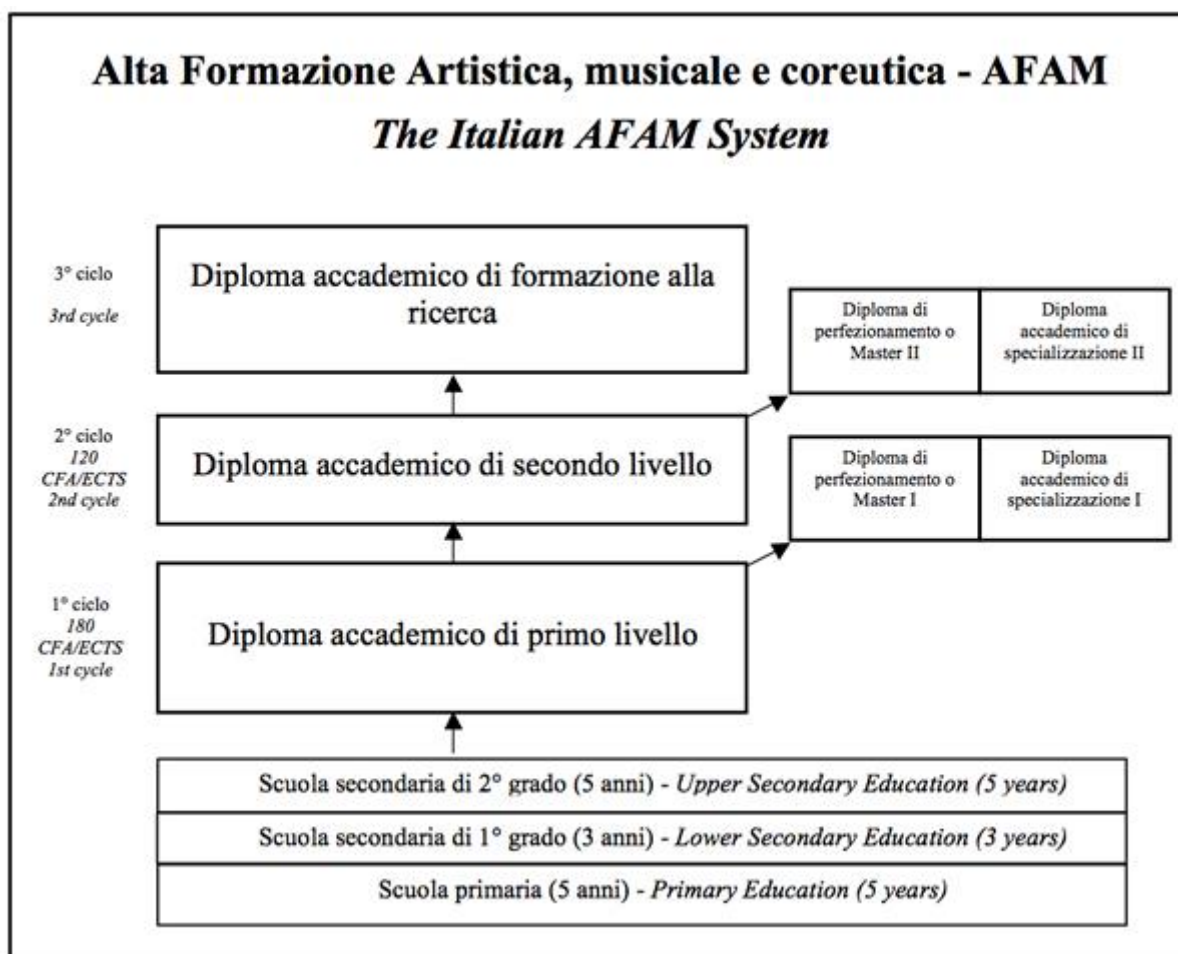 Alta Formazione Artistica, musicale e coreutica - AFAM
The Italian AFAM System
3° ciclo
3rd cycle
Diploma accademico di formazione alla
ricerca
Diploma di
perfezionamento o
Master II
Diploma
accademico di
specializzazione II
2° ciclo
120
CFA/ECTS
2nd cycle
Diploma accademico di secondo livello
Diploma di
perfezionamento o
Master I
Diploma
accademico di
specializzazione I
1° ciclo
180
CFA/ECTS
1st cycle
Diploma accademico di primo livello
Scuola secondaria di 2° grado (5 anni) - Upper Secondary Education (5 years)
Scuola secondaria di 1° grado (3 anni) - Lower Secondary Education (3 years)
Scuola primaria (5 anni) - Primary Education (5 years)